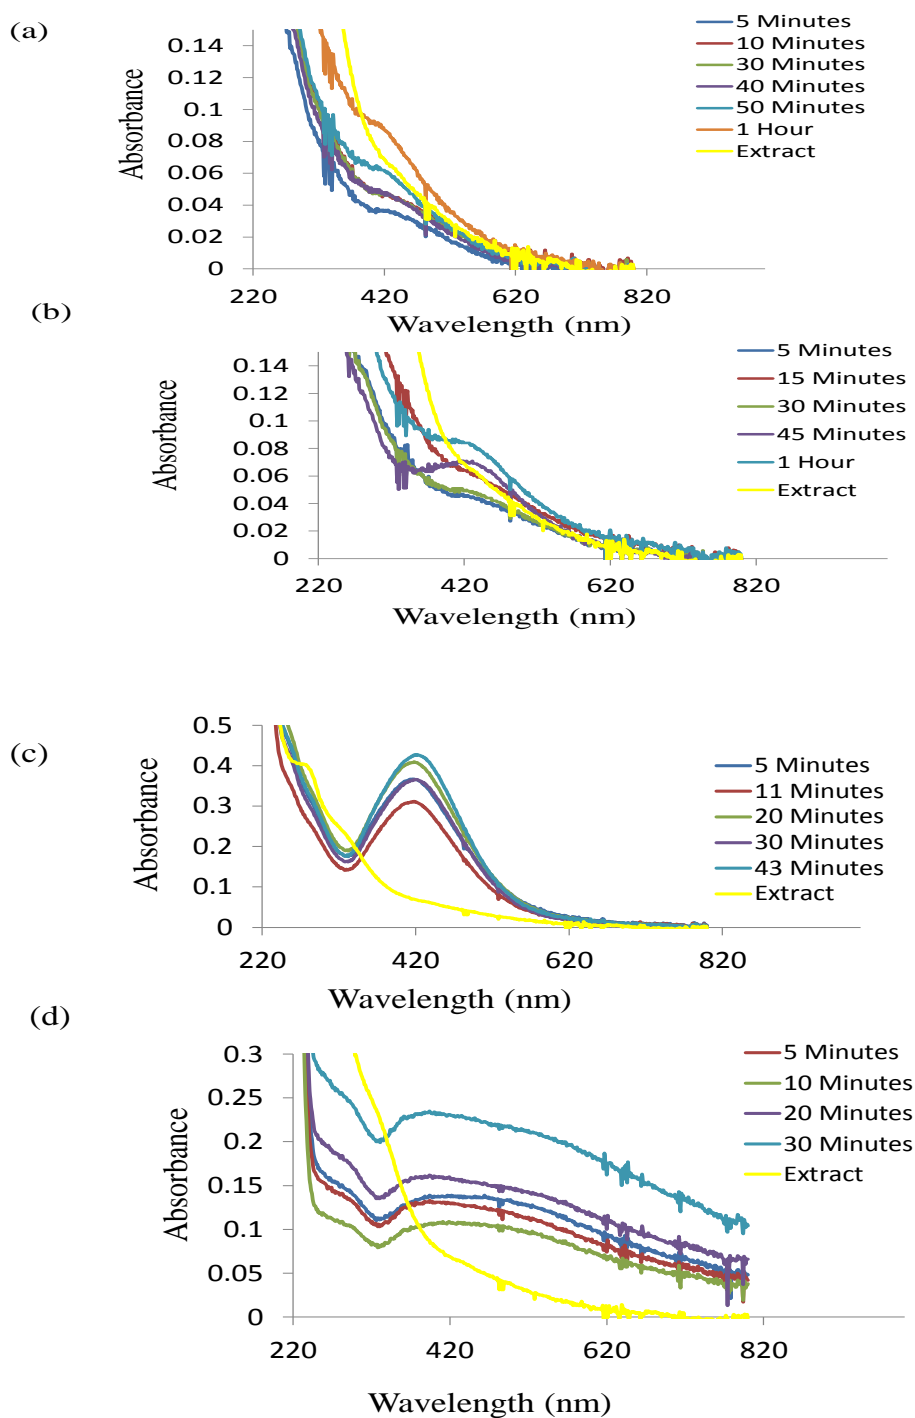 (a)
Absorbance
0.14
0.12
0.1
0.08
0.06
0.04
0.02
0
220 420 620 820
Wavelength (nm)
5 Minutes
10 Minutes
30 Minutes
40 Minutes
50 Minutes
1 Hour
Extract
(b)
Absorbance
0.14
0.12
0.1
0.08
0.06
0.04
0.02
0
220 420 620 820
Wavelength (nm)
5 Minutes
15 Minutes
30 Minutes
45 Minutes
1 Hour
Extract
(c)
Absorbance
0.5
0.4
0.3
0.2
0.1
0
220 420 620 820
Wavelength (nm)
5 Minutes
11 Minutes
20 Minutes
30 Minutes
43 Minutes
Extract
(d)
Absorbance
0.3
0.25
0.2
0.15
0.1
0.05
0
220 420 620 820
Wavelength (nm)
5 Minutes
10 Minutes
20 Minutes
30 Minutes
Extract